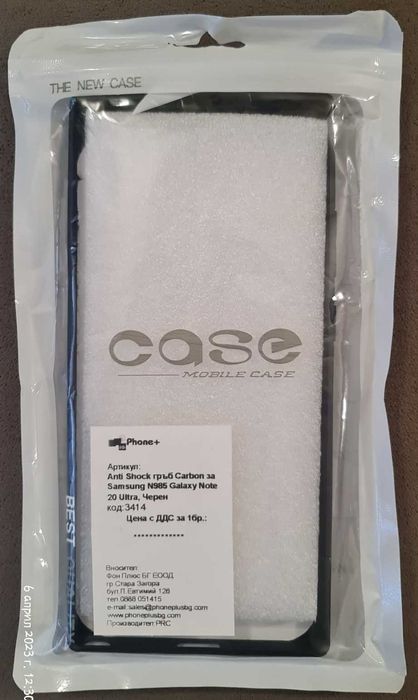 THE NEW CASE
case
MOBILE CASE
Phone+
Артикул:
Anti Shock гръб Carbon за
Samsung N985 Galaxy Note
20 Ultra, Черен
код:3414
Цена с ДДС за 1бр.:
*************
Вносител:
Фон Плюс БГ ЕООД
гр.Стара Загора
бул.П.Евтимий 126
тел.0888 051415
e-mail:sales@phoneplusbg.com
www.phoneplusbg.com
Производител:PRC
BEST
6 април 2023 г. 12:30